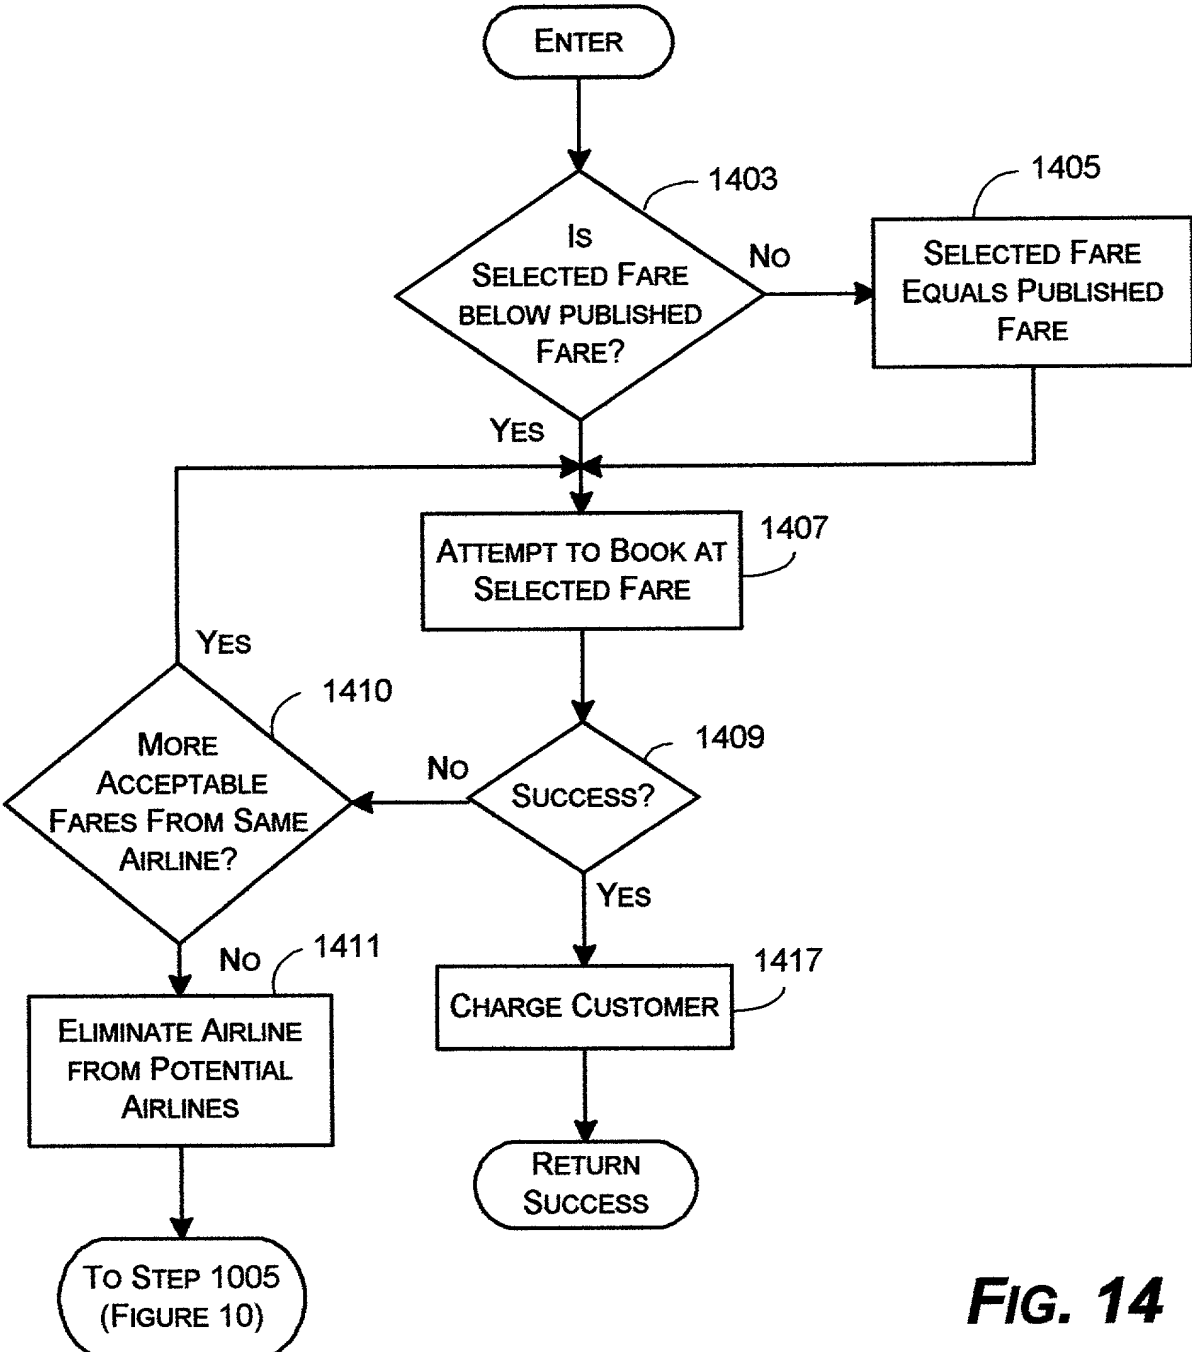 ENTER
1403
1405
IS
SELECTED FARE
BELOW PUBLISHED
FARE?
NO
SELECTED FARE
EQUALS PUBLISHED
FARE
YES
1407
ATTEMPT TO BOOK AT
SELECTED FARE
YES
1410
MORE
ACCEPTABLE
FARES FROM SAME
AIRLINE?
NO
1409
SUCCESS?
YES
NO
1411
1417
ELIMINATE AIRLINE
FROM POTENTIAL
AIRLINES
CHARGE CUSTOMER
RETURN
SUCCESS
TO STEP 1005
(FIGURE 10)
FIG. 14